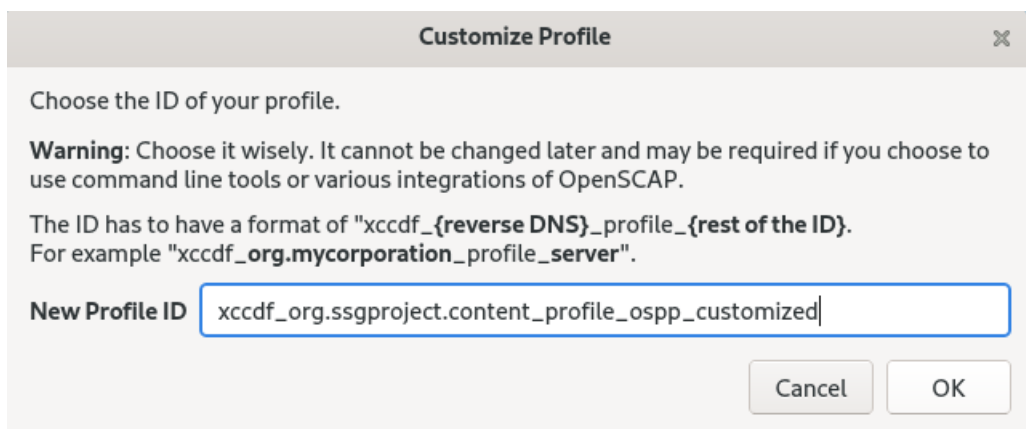 Customize Profile
Choose the ID of your profile.
Warning: Choose it wisely. It cannot be changed later and may be required if you choose to
use command line tools or various integrations of OpenSCAP.
The ID has to have a format of "xccdf_{reverse DNS}_profile_{rest of the ID}.
For example "xccdf_org.mycorporation_profile_server".
New Profile ID xccdf_org.ssgproject.content_profile_ospp_customized
Cancel OK